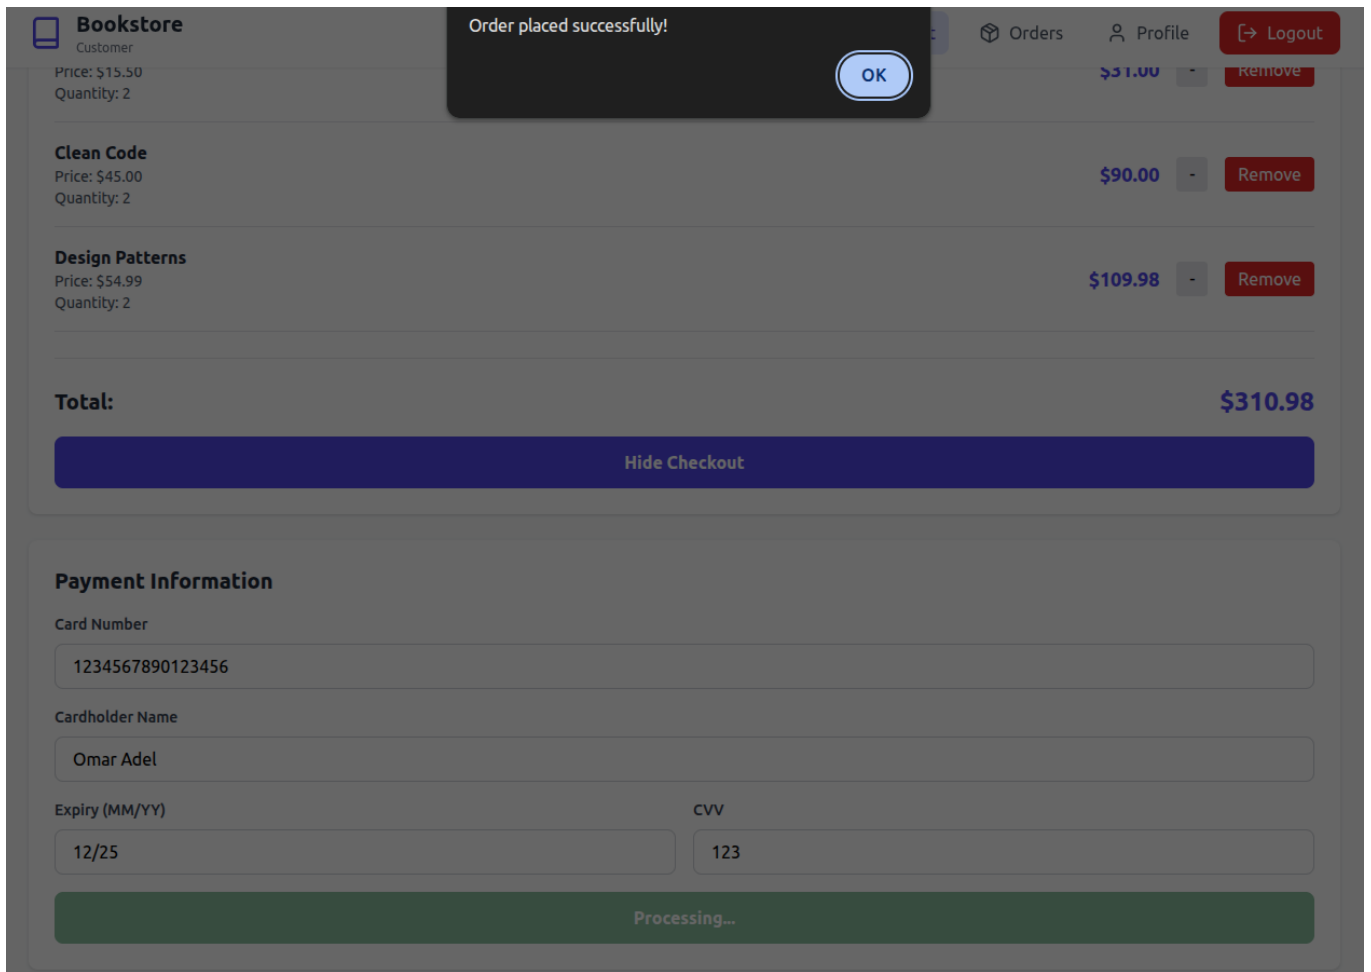 Bookstore
Customer
Order placed successfully!
OK
Orders
Profile
Logout
Price: $15.50
Quantity: 2
$31.00
-
Remove
Clean Code
Price: $45.00
Quantity: 2
$90.00
-
Remove
Design Patterns
Price: $54.99
Quantity: 2
$109.98
-
Remove
Total:
$310.98
Hide Checkout
Payment Information
Card Number
1234567890123456
Cardholder Name
Omar Adel
Expiry (MM/YY)
CVV
12/25
123
Processing...